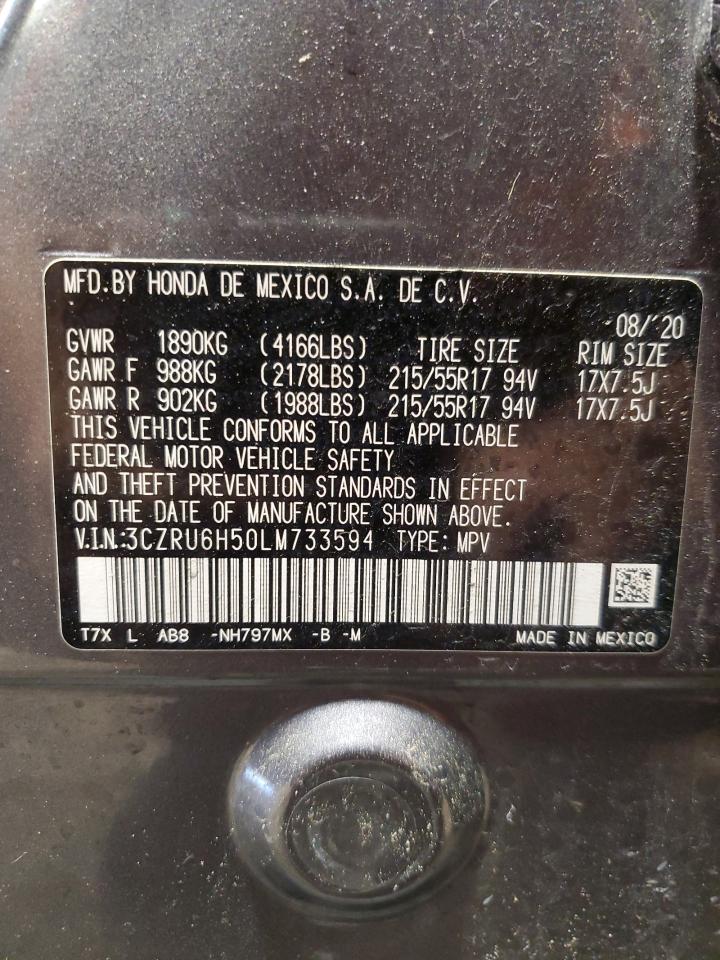 MFD.BY HONDA DE MEXICO S.A. DE C.V.
08/'20
GVWR 1890KG (4166LBS) TIRE SIZE RIM SIZE
GAWR F 988KG (2178LBS) 215/55R17 94V 17X7.5J
GAWR R 902KG (1988LBS) 215/55R17 94V 17X7.5J
THIS VEHICLE CONFORMS TO ALL APPLICABLE
FEDERAL MOTOR VEHICLE SAFETY
AND THEFT PREVENTION STANDARDS IN EFFECT
ON THE DATE OF MANUFACTURE SHOWN ABOVE.
V.I.N:3CZRU6H50LM733594 TYPE: MPV
T7X L AB8 -NH797MX -B -M MADE IN MEXICO